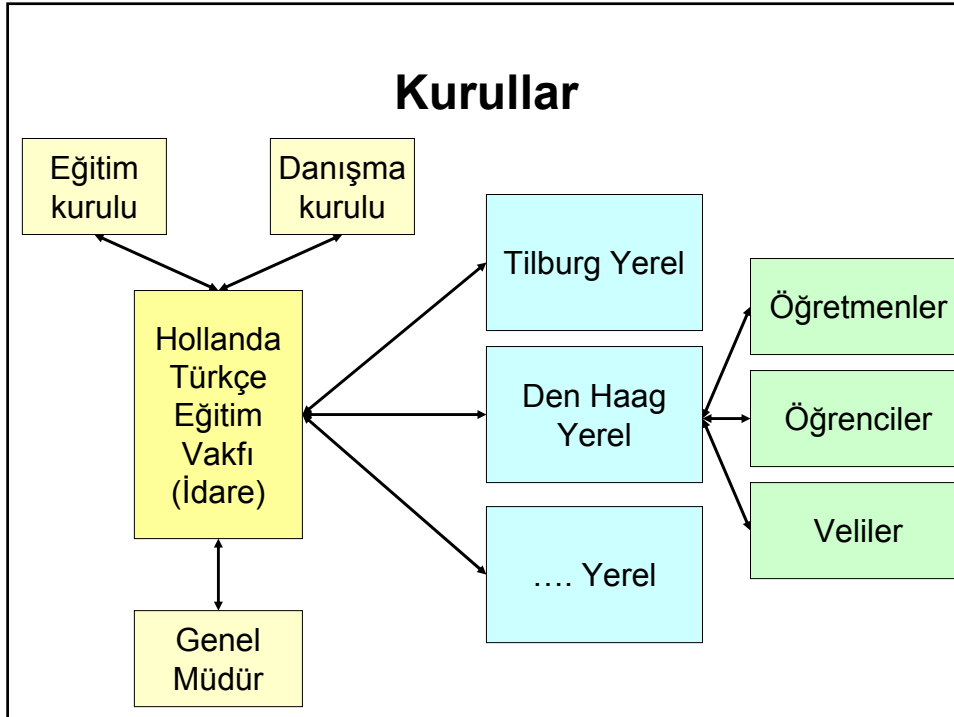 Kurullar
Eğitim
kurulu
Danışma
kurulu
Hollanda
Türkçe
Eğitim
Vakfı
(İdare)
Genel
Müdür
Tilburg Yerel
Den Haag
Yerel
…. Yerel
Öğretmenler
Öğrenciler
Veliler